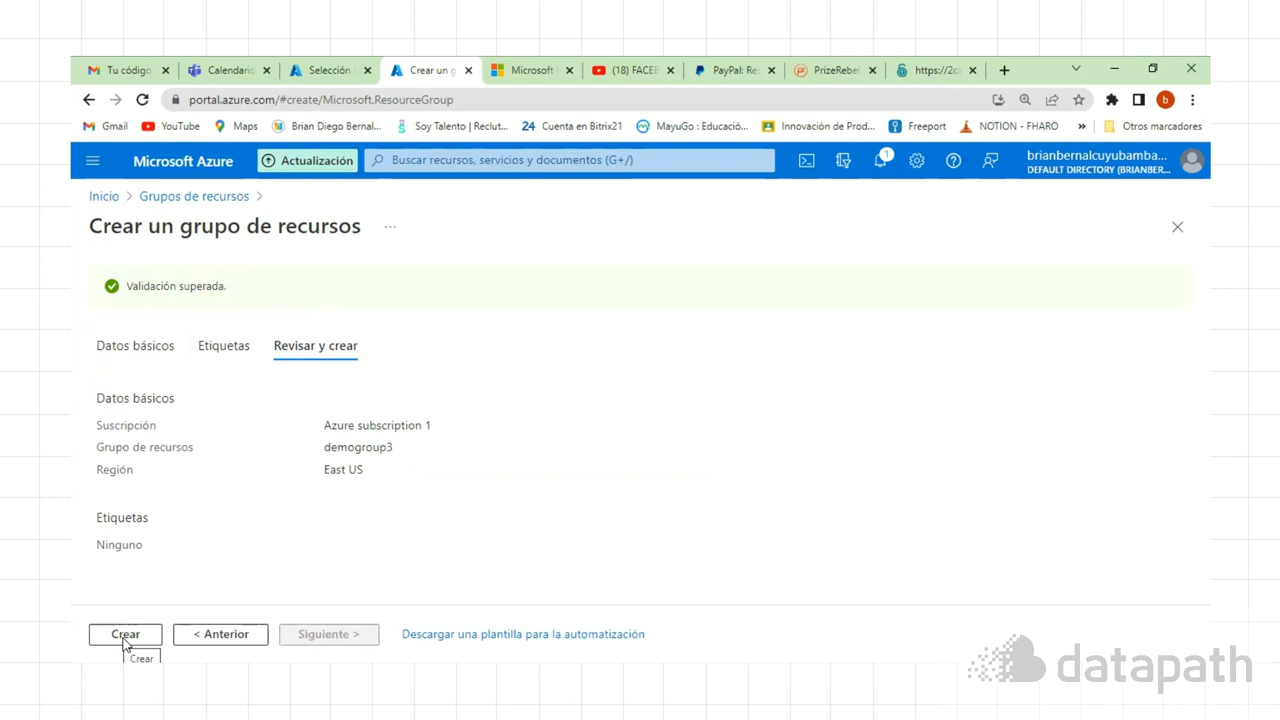 Tu código
Calendario
Selección
Crear un g
Microsoft
(18) FACEB
PayPal: Re
PrizeRebel
https://2ca
portal.azure.com/#create/Microsoft.ResourceGroup
Gmail
YouTube
Maps
Brian Diego Bernal...
Soy Talento | Reclut...
Cuenta en Bitrix21
MayuGo : Educació...
Innovación de Prod...
Freeport
NOTION - FHARO
»
Otros marcadores
Microsoft Azure
Actualización
Buscar recursos, servicios y documentos (G+/)
1
brianbernalcuyubamba...
DEFAULT DIRECTORY (BRIANBER...
Inicio > Grupos de recursos >
Crear un grupo de recursos ...
Validación superada.
Datos básicos Etiquetas Revisar y crear
Datos básicos
Suscripción Azure subscription 1
Grupo de recursos demogroup3
Región East US
Etiquetas
Ninguno
Crear < Anterior Siguiente > Descargar una plantilla para la automatización
Crear
datapath